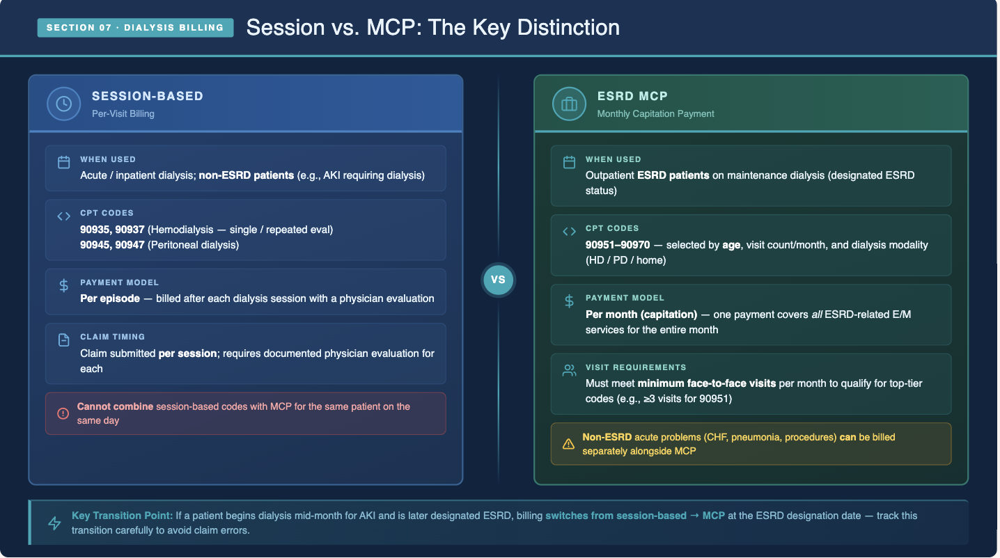 SECTION 07 · DIALYSIS BILLING
Session vs. MCP: The Key Distinction
SESSION-BASED
Per-Visit Billing
WHEN USED
Acute / inpatient dialysis; non-ESRD patients (e.g., AKI requiring dialysis)
CPT CODES
90935, 90937 (Hemodialysis — single / repeated eval)
90945, 90947 (Peritoneal dialysis)
PAYMENT MODEL
Per episode — billed after each dialysis session with a physician evaluation
CLAIM TIMING
Claim submitted per session; requires documented physician evaluation for
each
Cannot combine session-based codes with MCP for the same patient on the
same day
VS
ESRD MCP
Monthly Capitation Payment
WHEN USED
Outpatient ESRD patients on maintenance dialysis (designated ESRD
status)
CPT CODES
90951–90970 — selected by age, visit count/month, and dialysis modality
(HD / PD / home)
PAYMENT MODEL
Per month (capitation) — one payment covers all ESRD-related E/M
services for the entire month
VISIT REQUIREMENTS
Must meet minimum face-to-face visits per month to qualify for top-tier
codes (e.g., ≥3 visits for 90951)
Non-ESRD acute problems (CHF, pneumonia, procedures) can be billed
separately alongside MCP
Key Transition Point: If a patient begins dialysis mid-month for AKI and is later designated ESRD, billing switches from session-based → MCP at the ESRD designation date — track this
transition carefully to avoid claim errors.